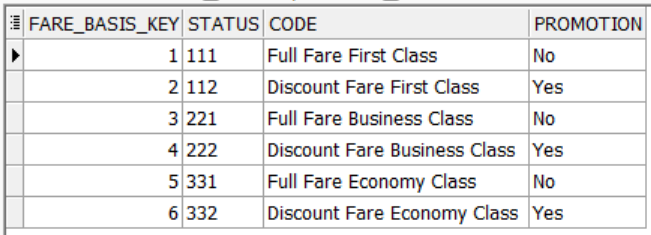 FARE_BASIS_KEY STATUS CODE PROMOTION
1 111 Full Fare First Class No
2 112 Discount Fare First Class Yes
3 221 Full Fare Business Class No
4 222 Discount Fare Business Class Yes
5 331 Full Fare Economy Class No
6 332 Discount Fare Economy Class Yes